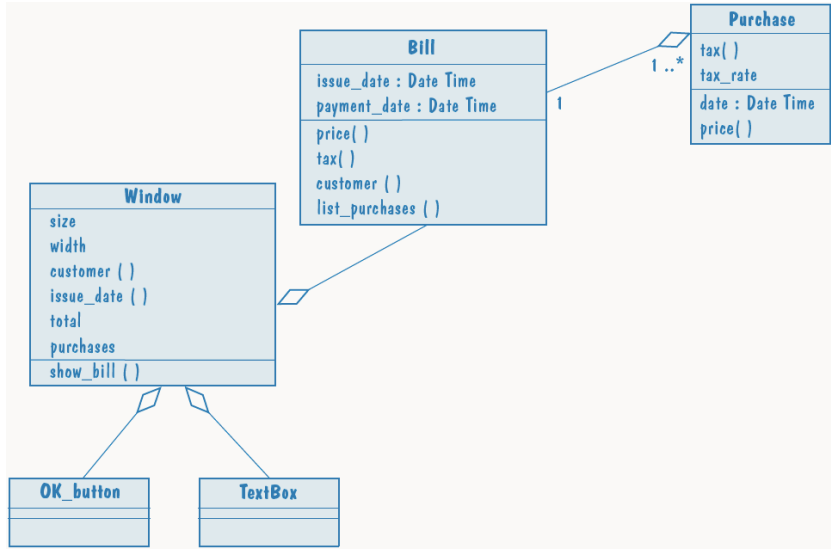 Purchase
tax( )
tax_rate
date : Date Time
price( )
Bill
issue_date : Date Time
payment_date : Date Time
price( )
tax( )
customer ( )
list_purchases ( )
1 ..*
1
Window
size
width
customer ( )
issue_date ( )
total
purchases
show_bill ( )
OK_button
TextBox